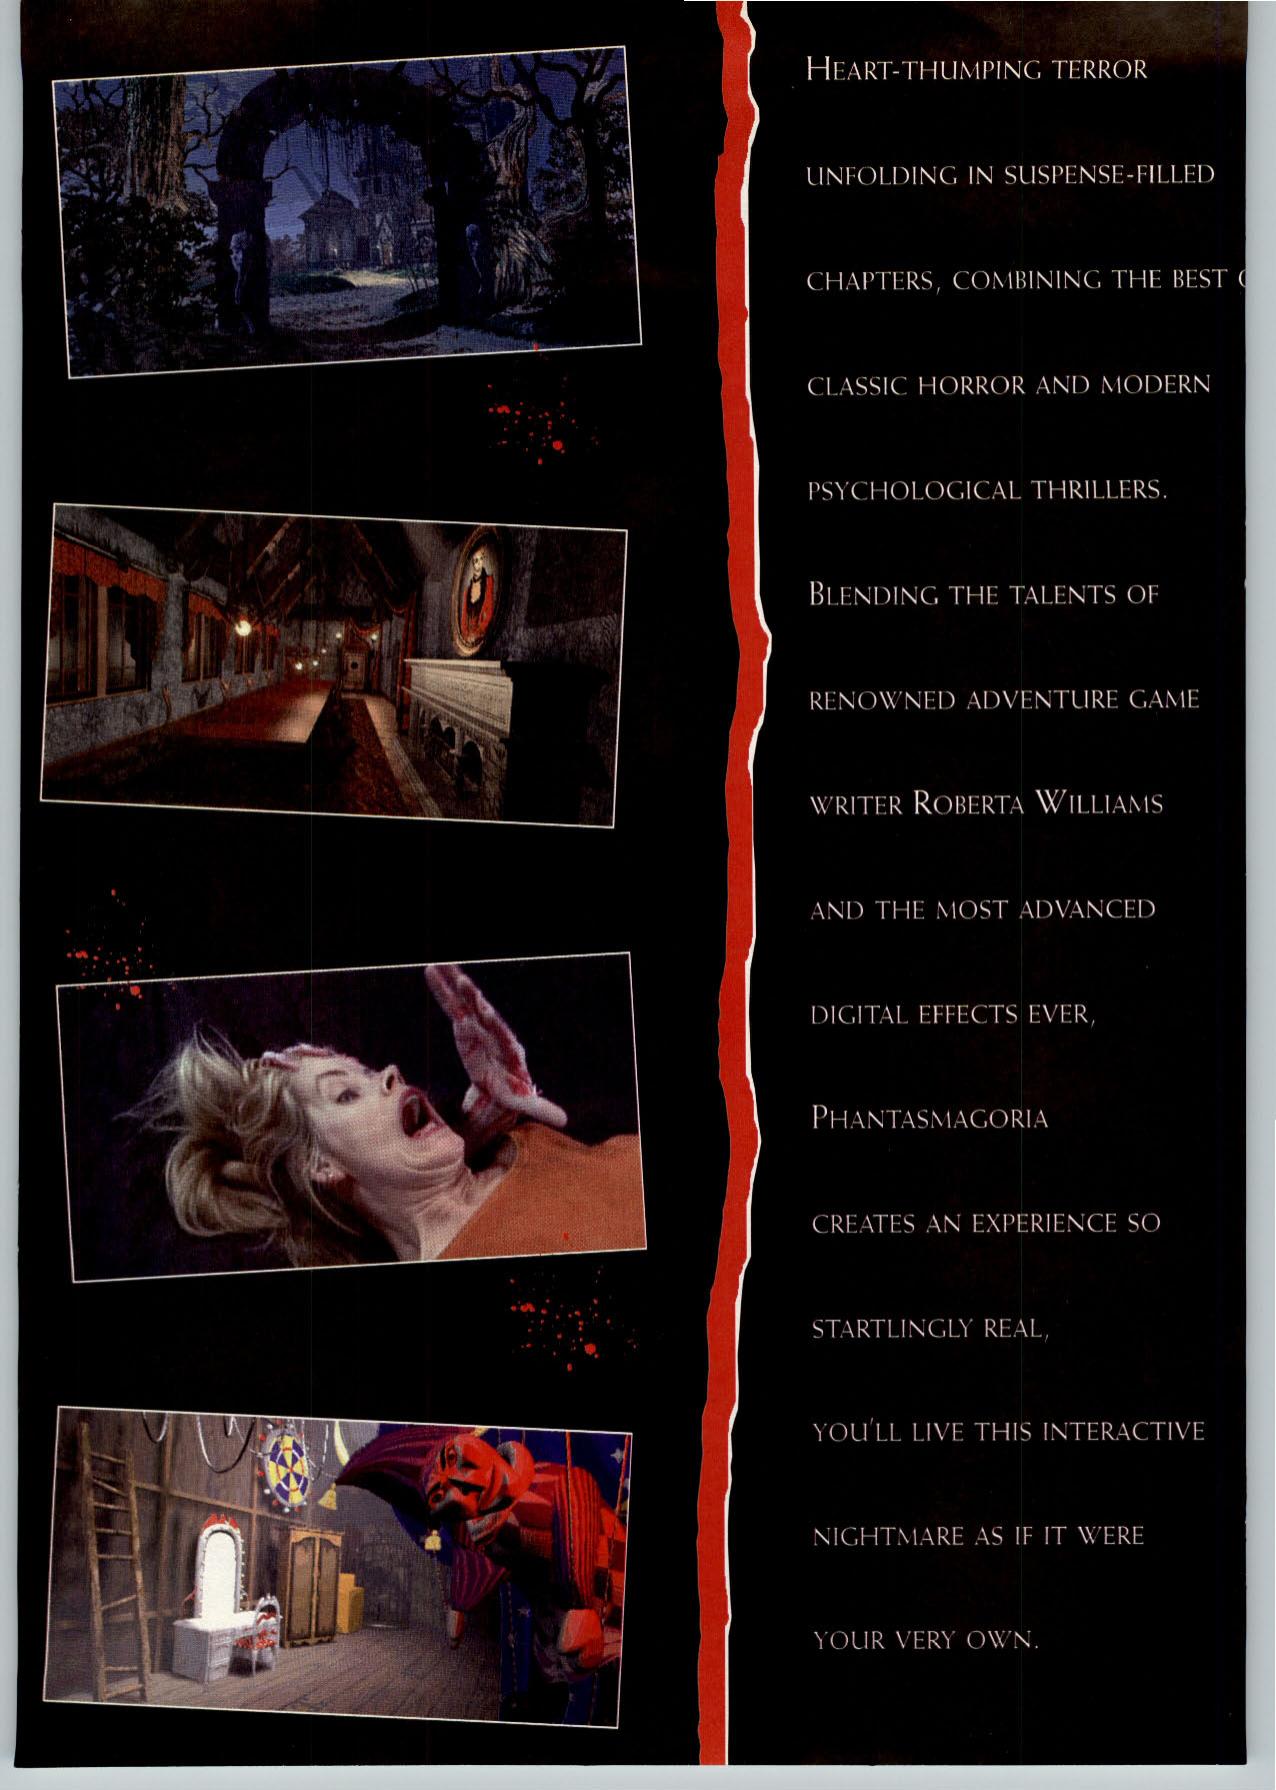 Heart-thumping terror
unfolding in suspense-filled
chapters, combining the best
classic horror and modern
psychological thrillers.
Blending the talents of
renowned adventure game
writer Roberta Williams
and the most advanced
digital effects ever,
Phantasmagoria
creates an experience so
startlingly real,
you'll live this interactive
nightmare as if it were
your very own.